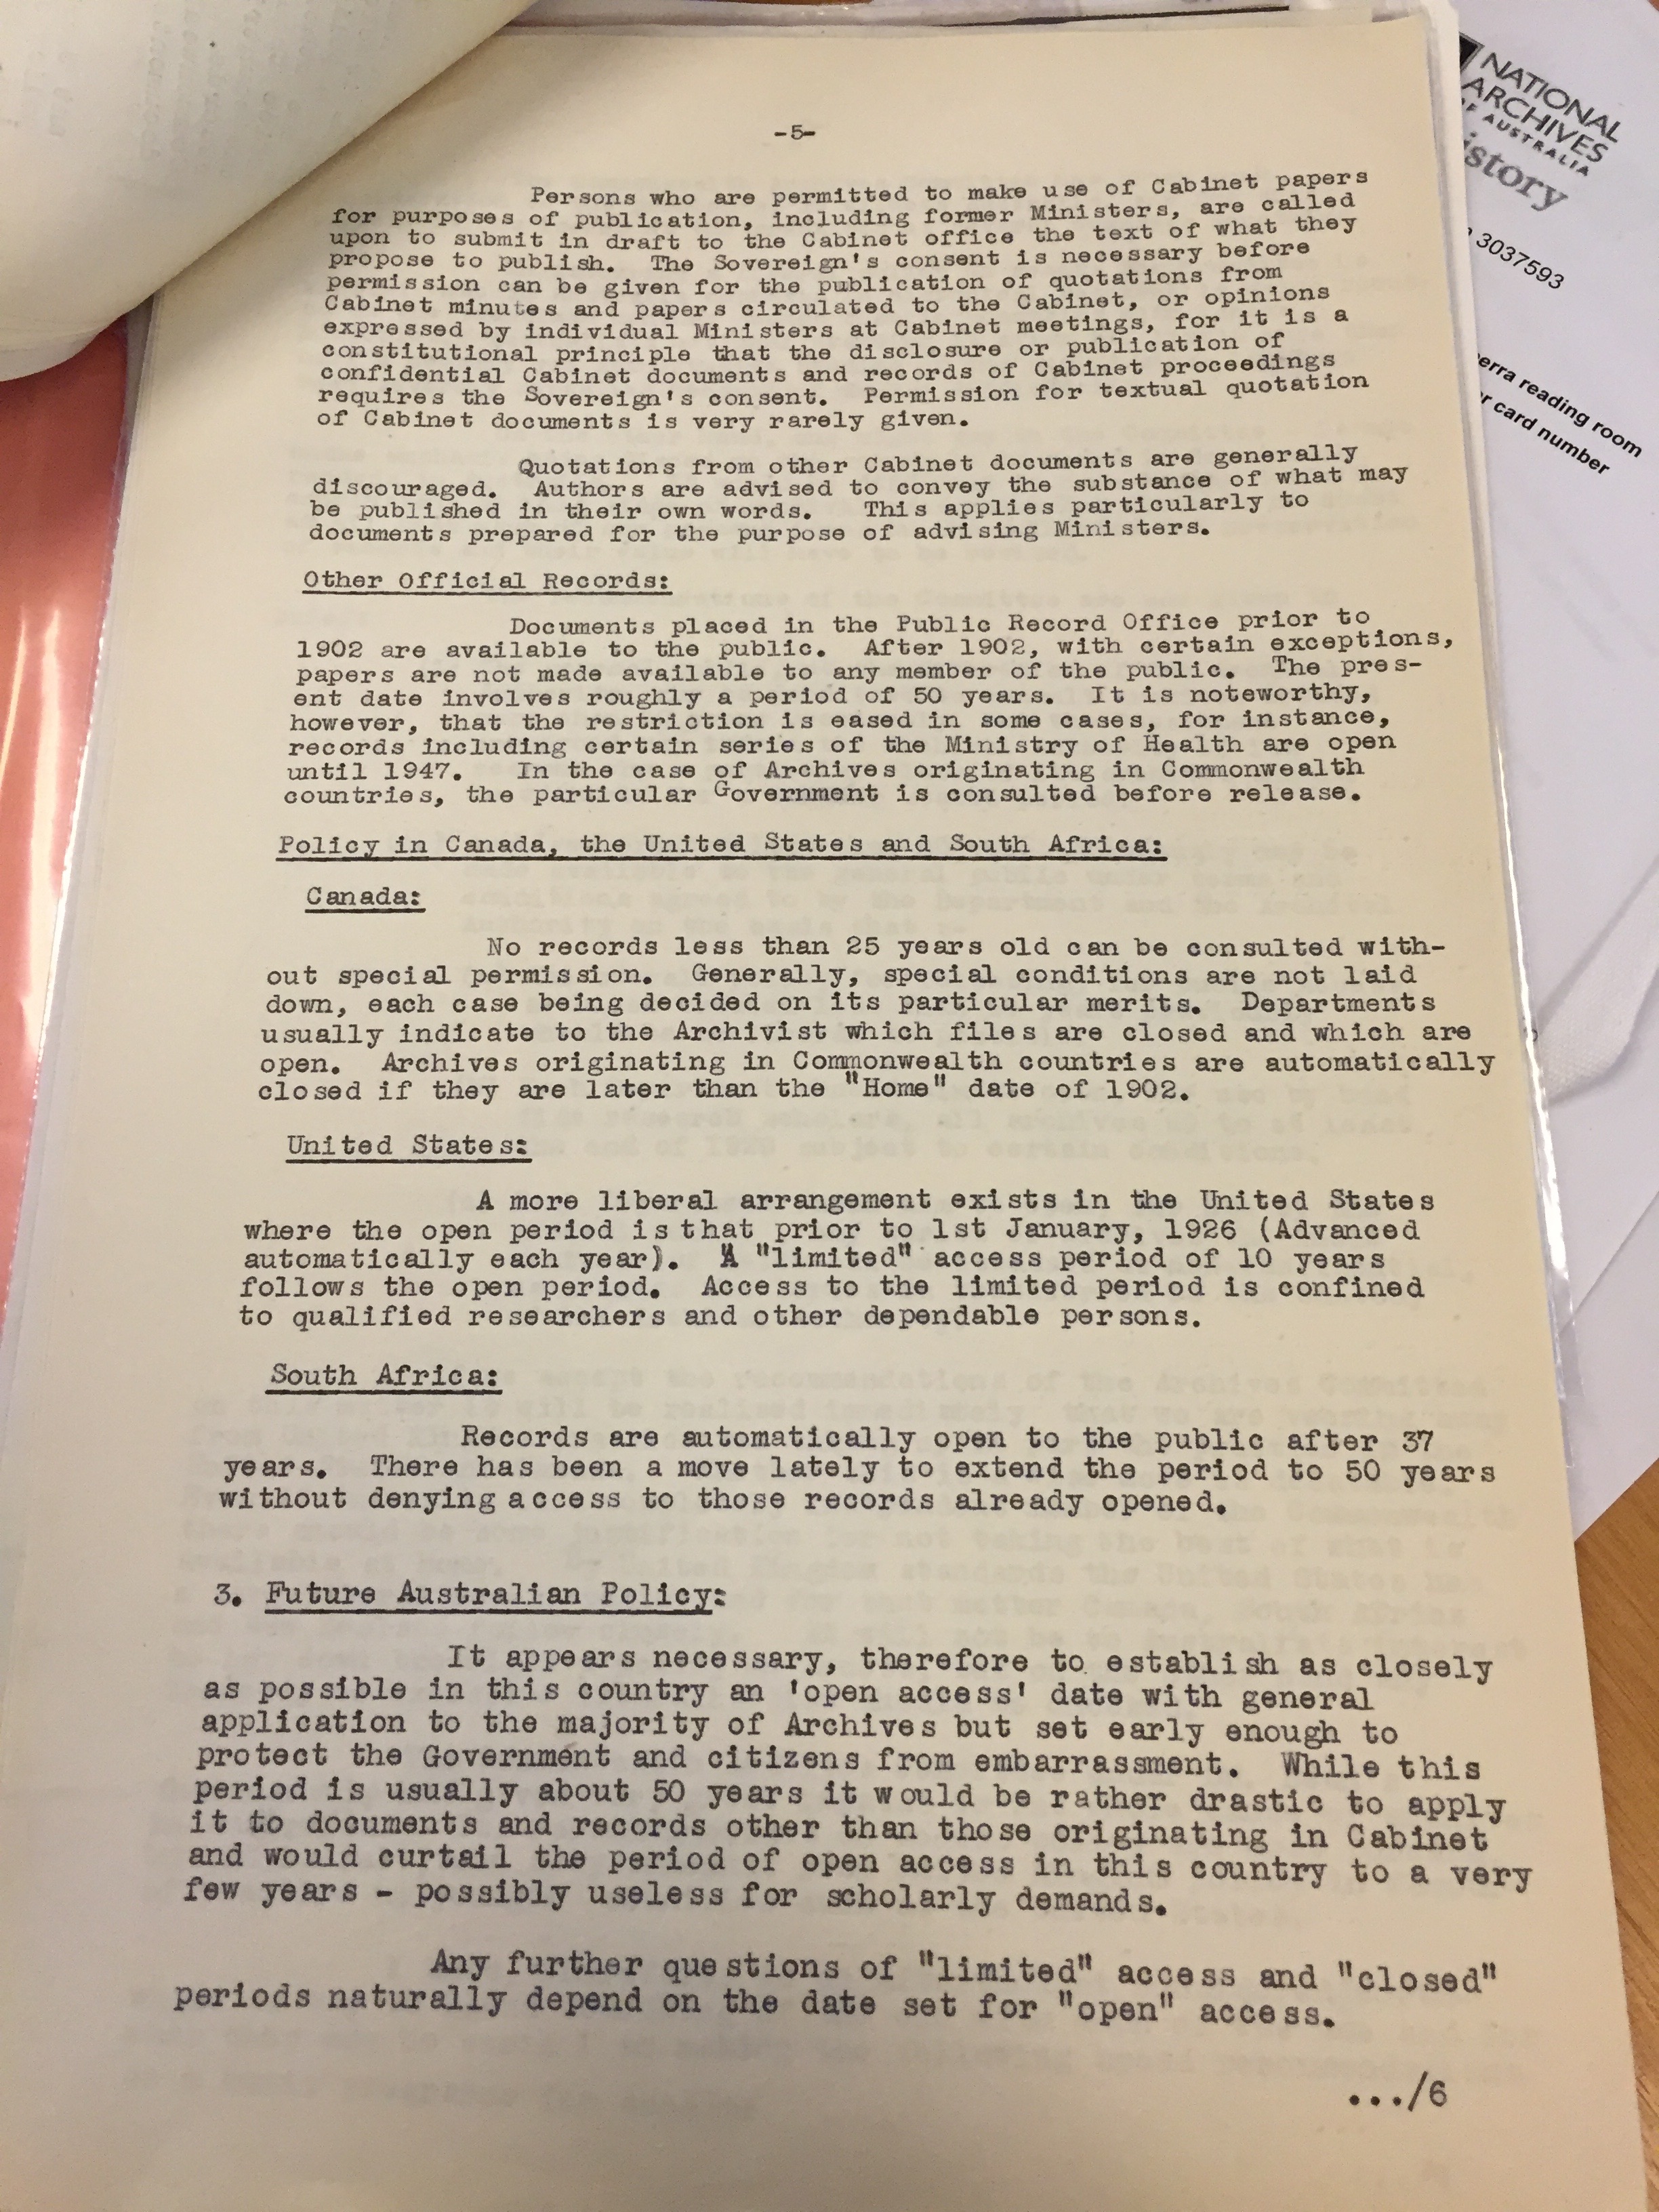 -5-
Persons who are permitted to make use of Cabinet papers
for purposes of publication, including former Ministers, are called
upon to submit in draft to the Cabinet office the text of what they
propose to publish. The Sovereign's consent is necessary before
permission can be given for the publication of quotations from
Cabinet minutes and papers circulated to the Cabinet, or opinions
expressed by individual Ministers at Cabinet meetings, for it is a
constitutional principle that the disclosure or publication of
confidential Cabinet documents and records of Cabinet proceedings
requires the Sovereign's consent. Permission for textual quotation
of Cabinet documents is very rarely given.
Quotations from other Cabinet documents are generally
discouraged. Authors are advised to convey the substance of what may
be published in their own words. This applies particularly to
documents prepared for the purpose of advising Ministers.
Other Official Records:
Documents placed in the Public Record Office prior to
1902 are available to the public. After 1902, with certain exceptions,
papers are not made available to any member of the public. The pres-
ent date involves roughly a period of 50 years. It is noteworthy,
however, that the restriction is eased in some cases, for instance,
records including certain series of the Ministry of Health are open
until 1947. In the case of Archives originating in Commonwealth
countries, the particular Government is consulted before release.
Policy in Canada, the United States and South Africa:
Canada:
No records less than 25 years old can be consulted with-
out special permission. Generally, special conditions are not laid
down, each case being decided on its particular merits. Departments
usually indicate to the Archivist which files are closed and which are
open. Archives originating in Commonwealth countries are automatically
closed if they are later than the "Home" date of 1902.
United States:
A more liberal arrangement exists in the United States
where the open period is that prior to 1st January, 1926 (Advanced
automatically each year). A "limited" access period of 10 years
follows the open period. Access to the limited period is confined
to qualified researchers and other dependable persons.
South Africa:
Records are automatically open to the public after 37
years. There has been a move lately to extend the period to 50 years
without denying access to those records already opened.
3. Future Australian Policy:
It appears necessary, therefore to establish as closely
as possible in this country an 'open access' date with general
application to the majority of Archives but set early enough to
protect the Government and citizens from embarrassment. While this
period is usually about 50 years it would be rather drastic to apply
it to documents and records other than those originating in Cabinet
and would curtail the period of open access in this country to a very
few years - possibly useless for scholarly demands.
Any further questions of "limited" access and "closed"
periods naturally depend on the date set for "open" access.
.../6
NATIONAL
ARCHIVES
OF AUSTRALIA
istory
3037593
erra reading room
r card number